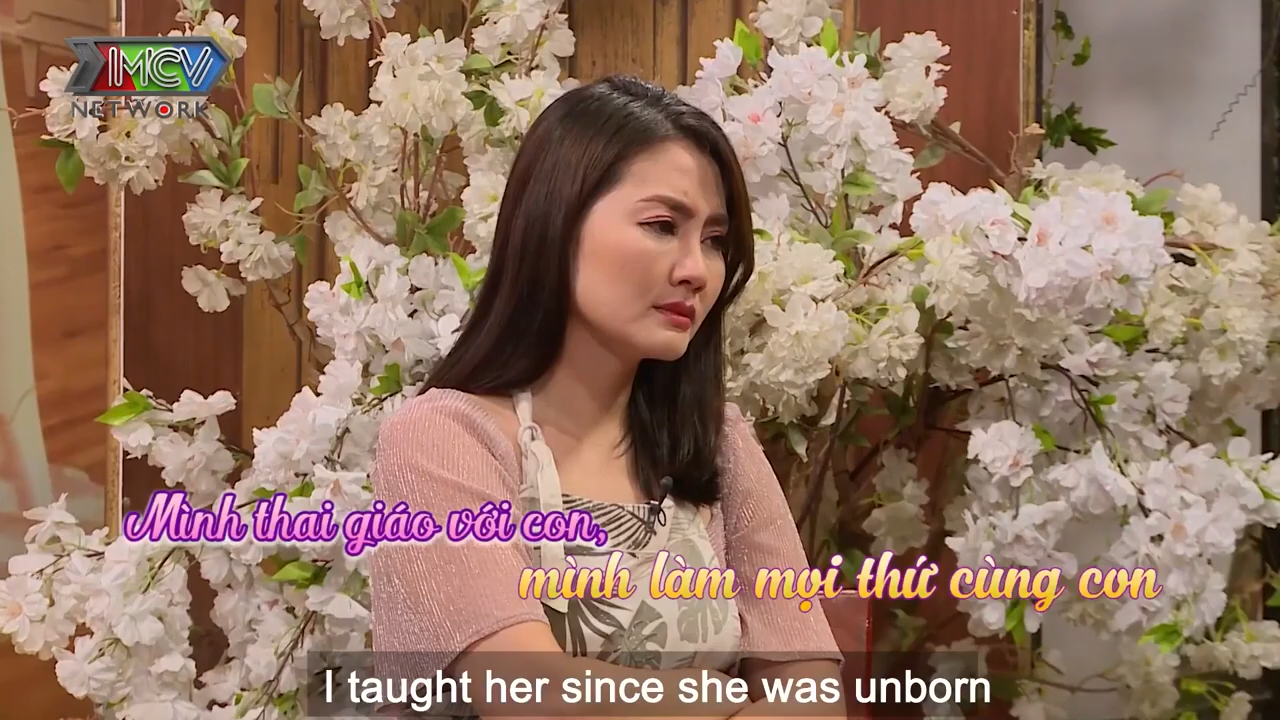 MCV
NETWORK
Mình thai giáo với con,
mình làm mọi thứ cùng con
I taught her since she was unborn